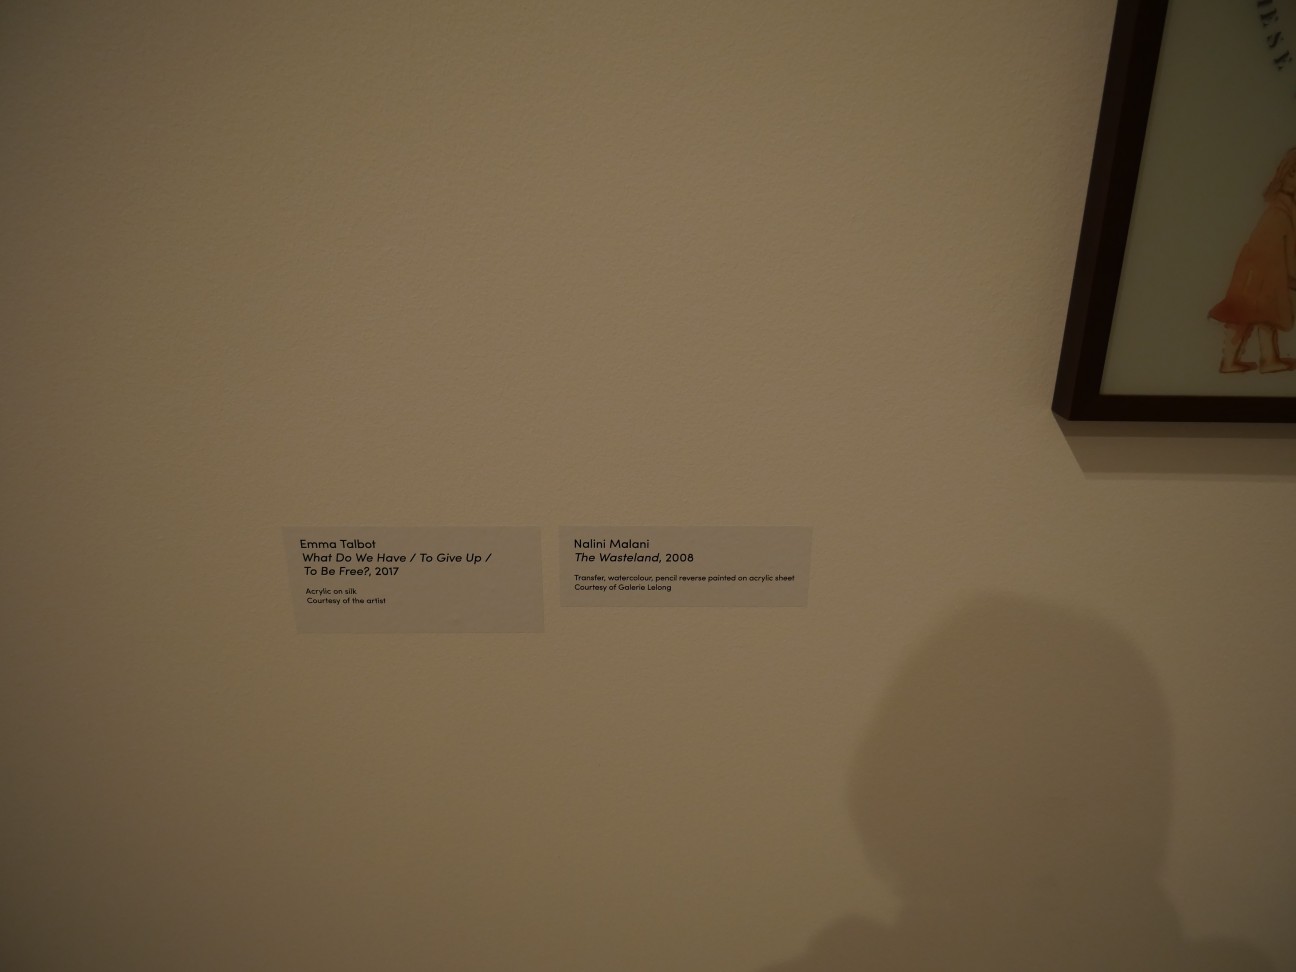 Emma Talbot
What Do We Have / To Give Up /
To Be Free?, 2017
Acrylic on silk
Courtesy of the artist
Nalini Malani
The Wasteland, 2008
Transfer, watercolour, pencil reverse painted on acrylic sheet
Courtesy of Galerie Lelong